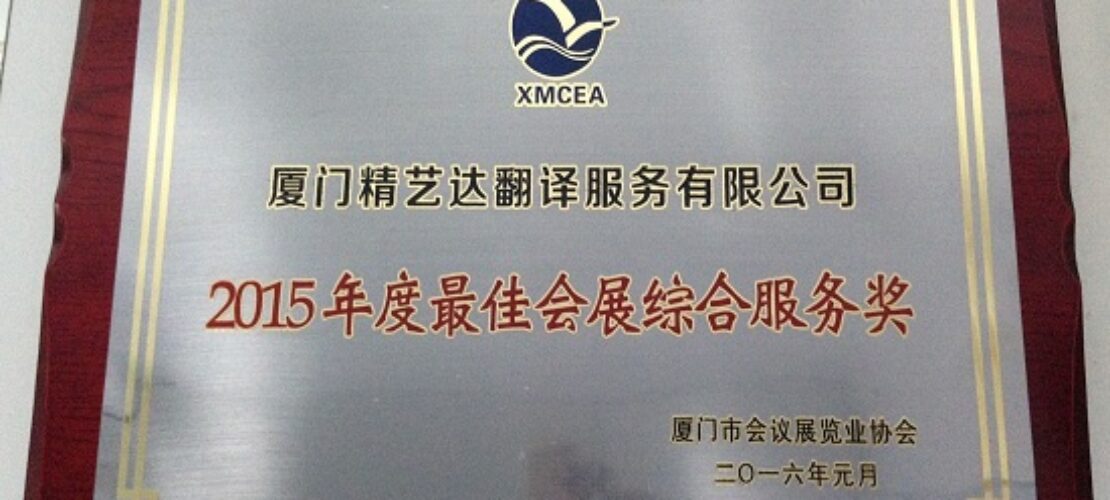 XMCEA
厦门精艺达翻译服务有限公司
2015年度最佳会展综合服务奖
厦门市会议展览业协会
二〇一六年元月